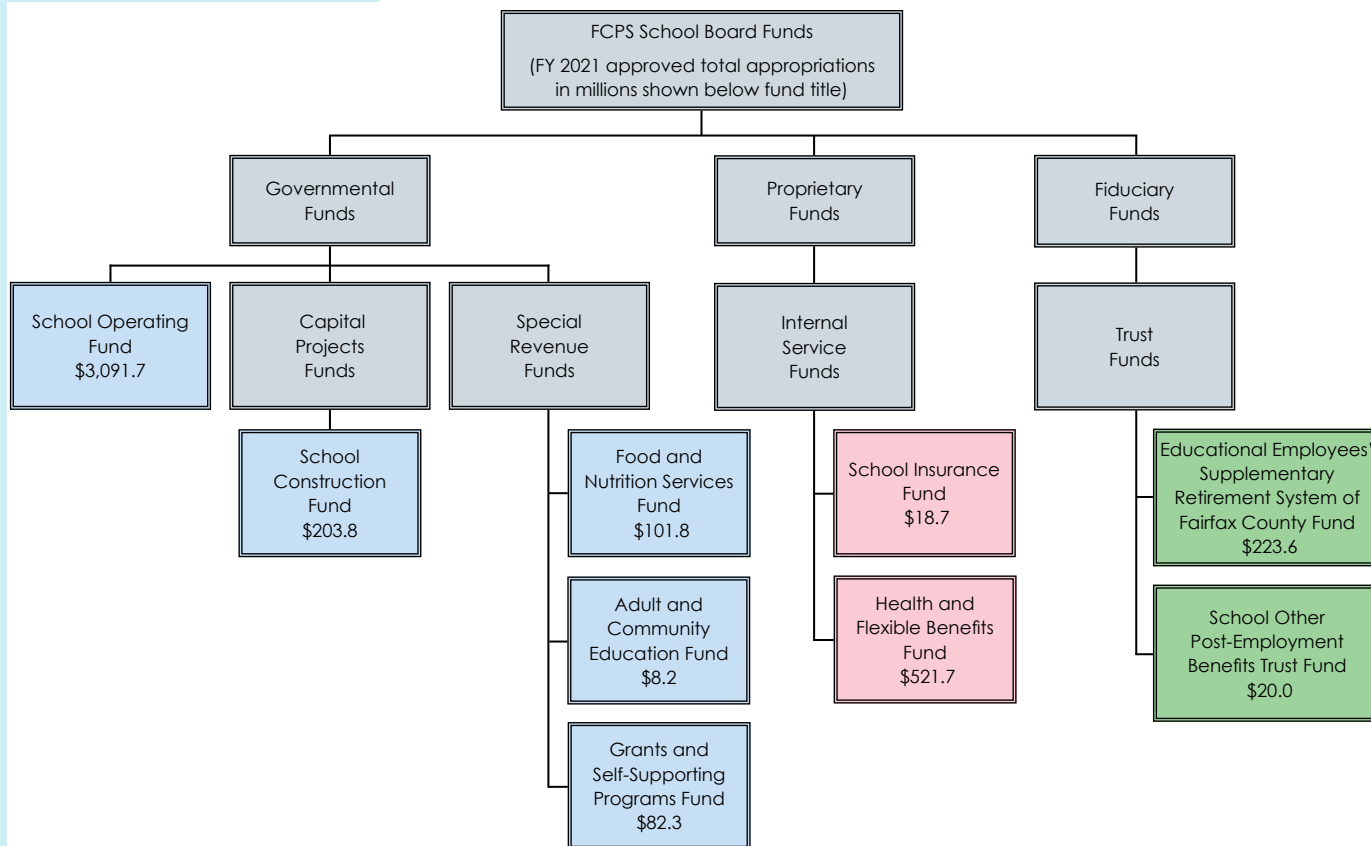 FCPS School Board Funds
(FY 2021 approved total appropriations
in millions shown below fund title)
Governmental
Funds
Proprietary
Funds
Fiduciary
Funds
School Operating
Fund
$3,091.7
Capital
Projects
Funds
Special
Revenue
Funds
Internal
Service
Funds
Trust
Funds
School
Construction
Fund
$203.8
Food and
Nutrition Services
Fund
$101.8
School Insurance
Fund
$18.7
Educational Employees'
Supplementary
Retirement System of
Fairfax County Fund
$223.6
Adult and
Community
Education Fund
$8.2
Health and
Flexible Benefits
Fund
$521.7
School Other
Post-Employment
Benefits Trust Fund
$20.0
Grants and
Self-Supporting
Programs Fund
$82.3